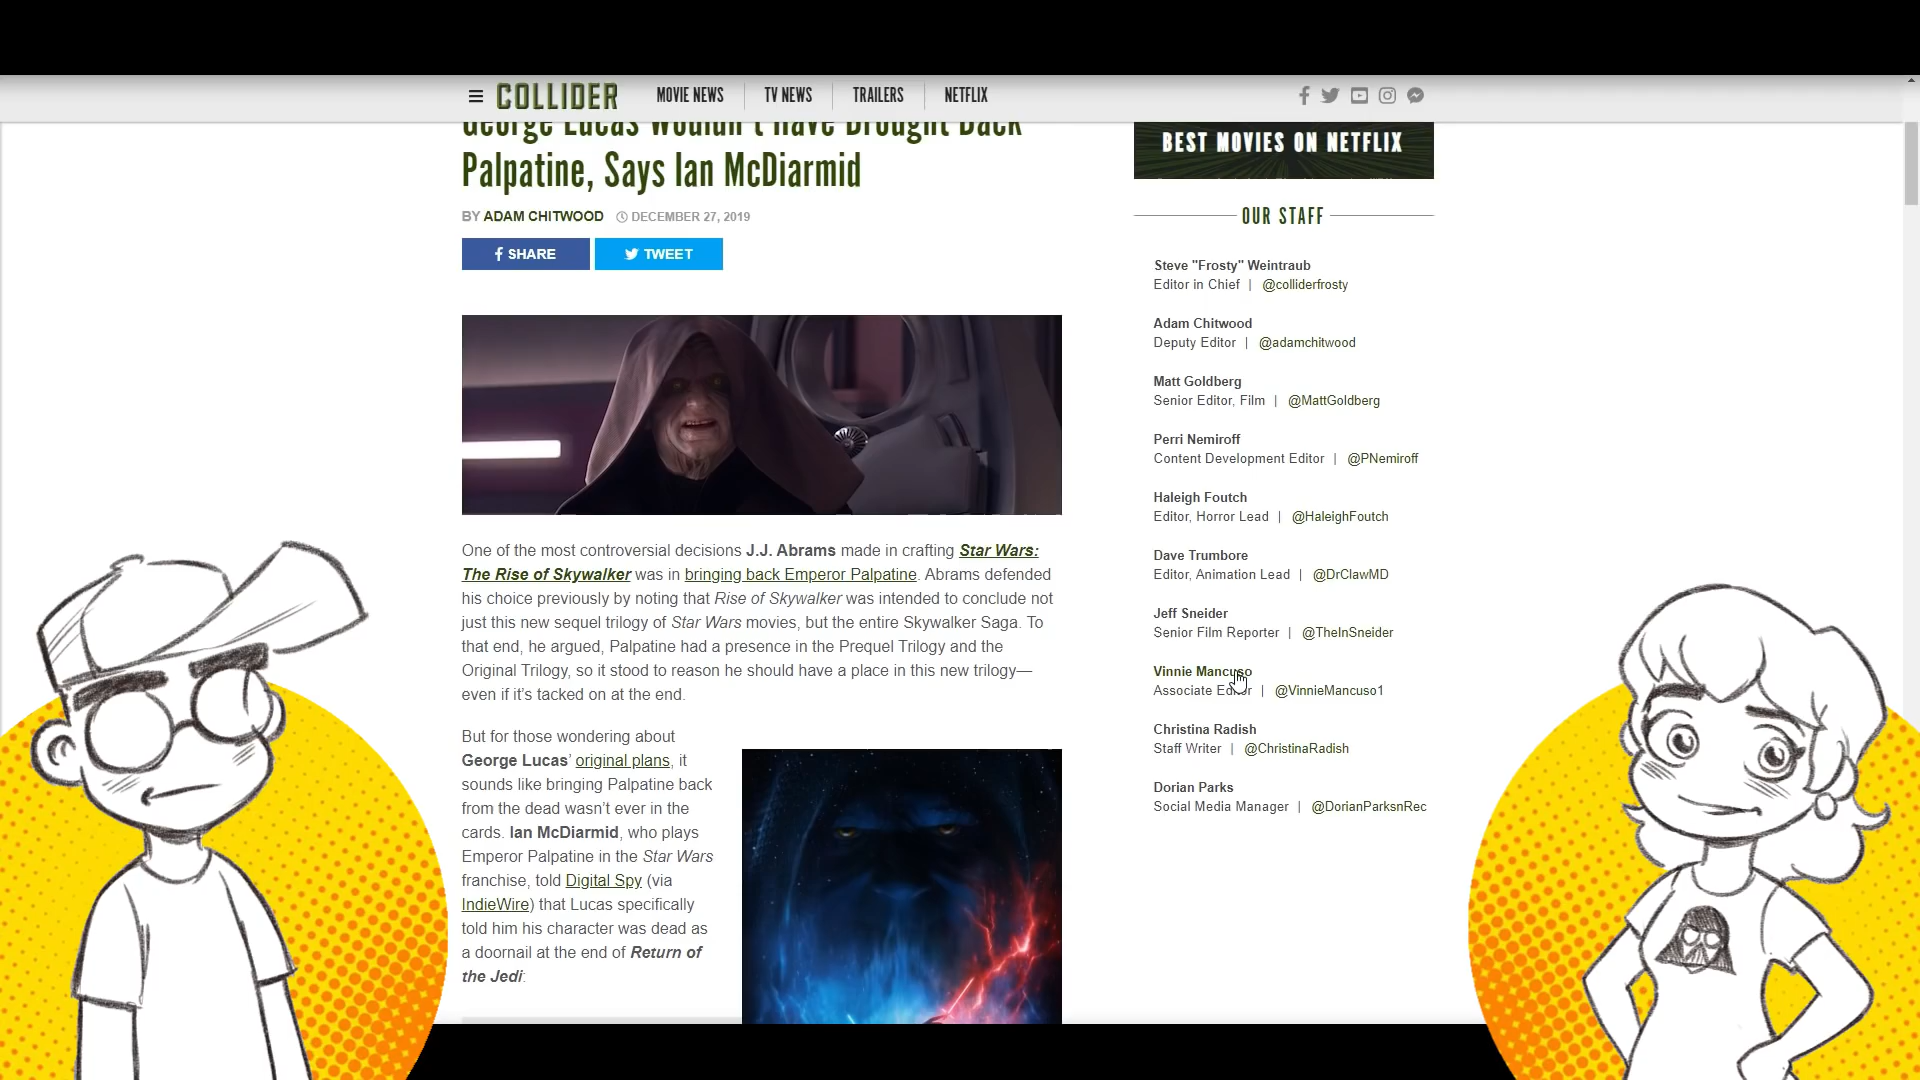 COLLIDER
MOVIE NEWS
TV NEWS
TRAILERS
NETFLIX
George Lucas Wouldn't Have Brought Back
Palpatine, Says Ian McDiarmid
BY ADAM CHITWOOD DECEMBER 27, 2019
SHARE
TWEET
One of the most controversial decisions J.J. Abrams made in crafting Star Wars:
The Rise of Skywalker was in bringing back Emperor Palpatine. Abrams defended
his choice previously by noting that Rise of Skywalker was intended to conclude not
just this new sequel trilogy of Star Wars movies, but the entire Skywalker Saga. To
that end, he argued, Palpatine had a presence in the Prequel Trilogy and the
Original Trilogy, so it stood to reason he should have a place in this new trilogy—
even if it's tacked on at the end.
But for those wondering about
George Lucas' original plans, it
sounds like bringing Palpatine back
from the dead wasn't ever in the
cards. Ian McDiarmid, who plays
Emperor Palpatine in the Star Wars
franchise, told Digital Spy (via
IndieWire) that Lucas specifically
told him his character was dead as
a doornail at the end of Return of
the Jedi:
BEST MOVIES ON NETFLIX
OUR STAFF
Steve "Frosty" Weintraub
Editor in Chief | @colliderfrosty
Adam Chitwood
Deputy Editor | @adamchitwood
Matt Goldberg
Senior Editor, Film | @MattGoldberg
Perri Nemiroff
Content Development Editor | @PNemiroff
Haleigh Foutch
Editor, Horror Lead | @HaleighFoutch
Dave Trumbore
Editor, Animation Lead | @DrClawMD
Jeff Sneider
Senior Film Reporter | @TheInSneider
Vinnie Mancuso
Associate Editor | @VinnieMancuso1
Christina Radish
Staff Writer | @ChristinaRadish
Dorian Parks
Social Media Manager | @DorianParksnRec